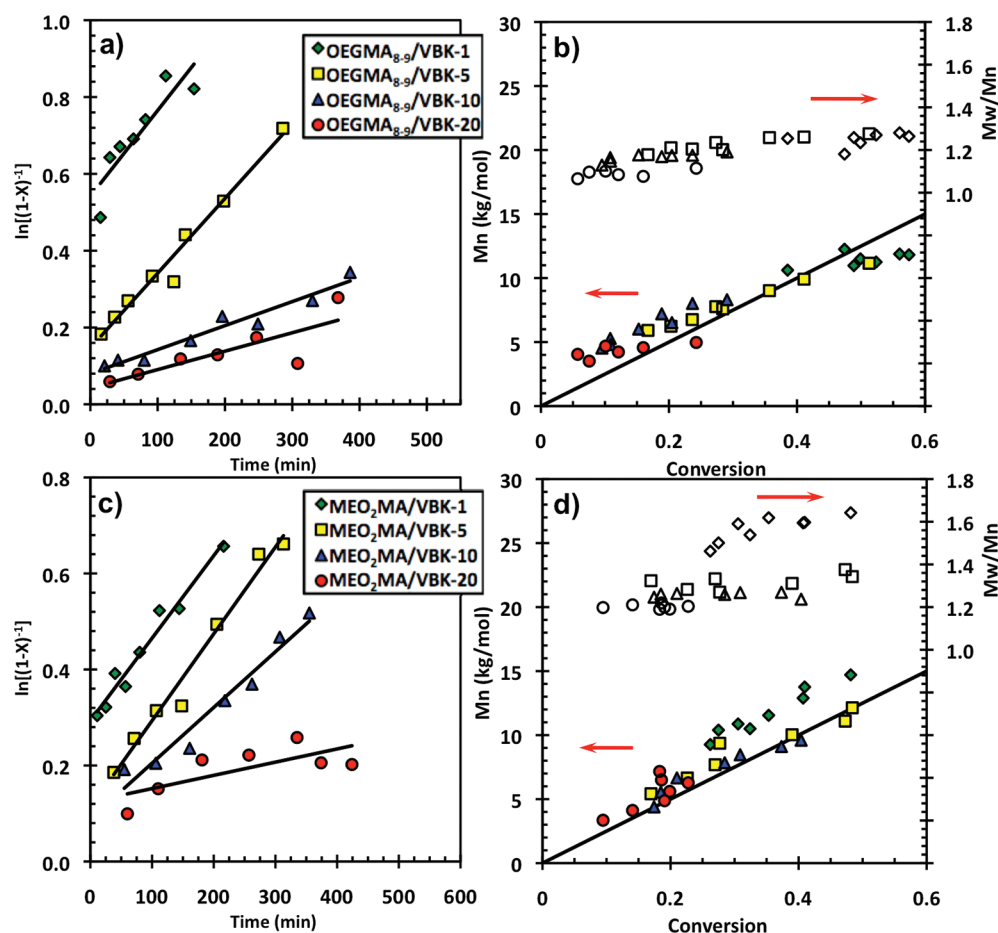 a)
ln[(1-X)⁻¹]
1.0
0.8
0.6
0.4
0.2
0.0
0 100 200 300 400 500
Time (min)
OEGMA₈₋₉/VBK-1
OEGMA₈₋₉/VBK-5
OEGMA₈₋₉/VBK-10
OEGMA₈₋₉/VBK-20
b)
Mn (kg/mol)
30
25
20
15
10
5
0
0 0.2 0.4 0.6
Conversion
1.8
1.6
1.4
1.2
1.0
Mw/Mn
c)
ln[(1-X)⁻¹]
0.8
0.6
0.4
0.2
0.0
0 100 200 300 400 500 600
Time (min)
MEO₂MA/VBK-1
MEO₂MA/VBK-5
MEO₂MA/VBK-10
MEO₂MA/VBK-20
d)
Mn (kg/mol)
30
25
20
15
10
5
0
0 0.2 0.4 0.6
Conversion
1.8
1.6
1.4
1.2
1.0
Mw/Mn